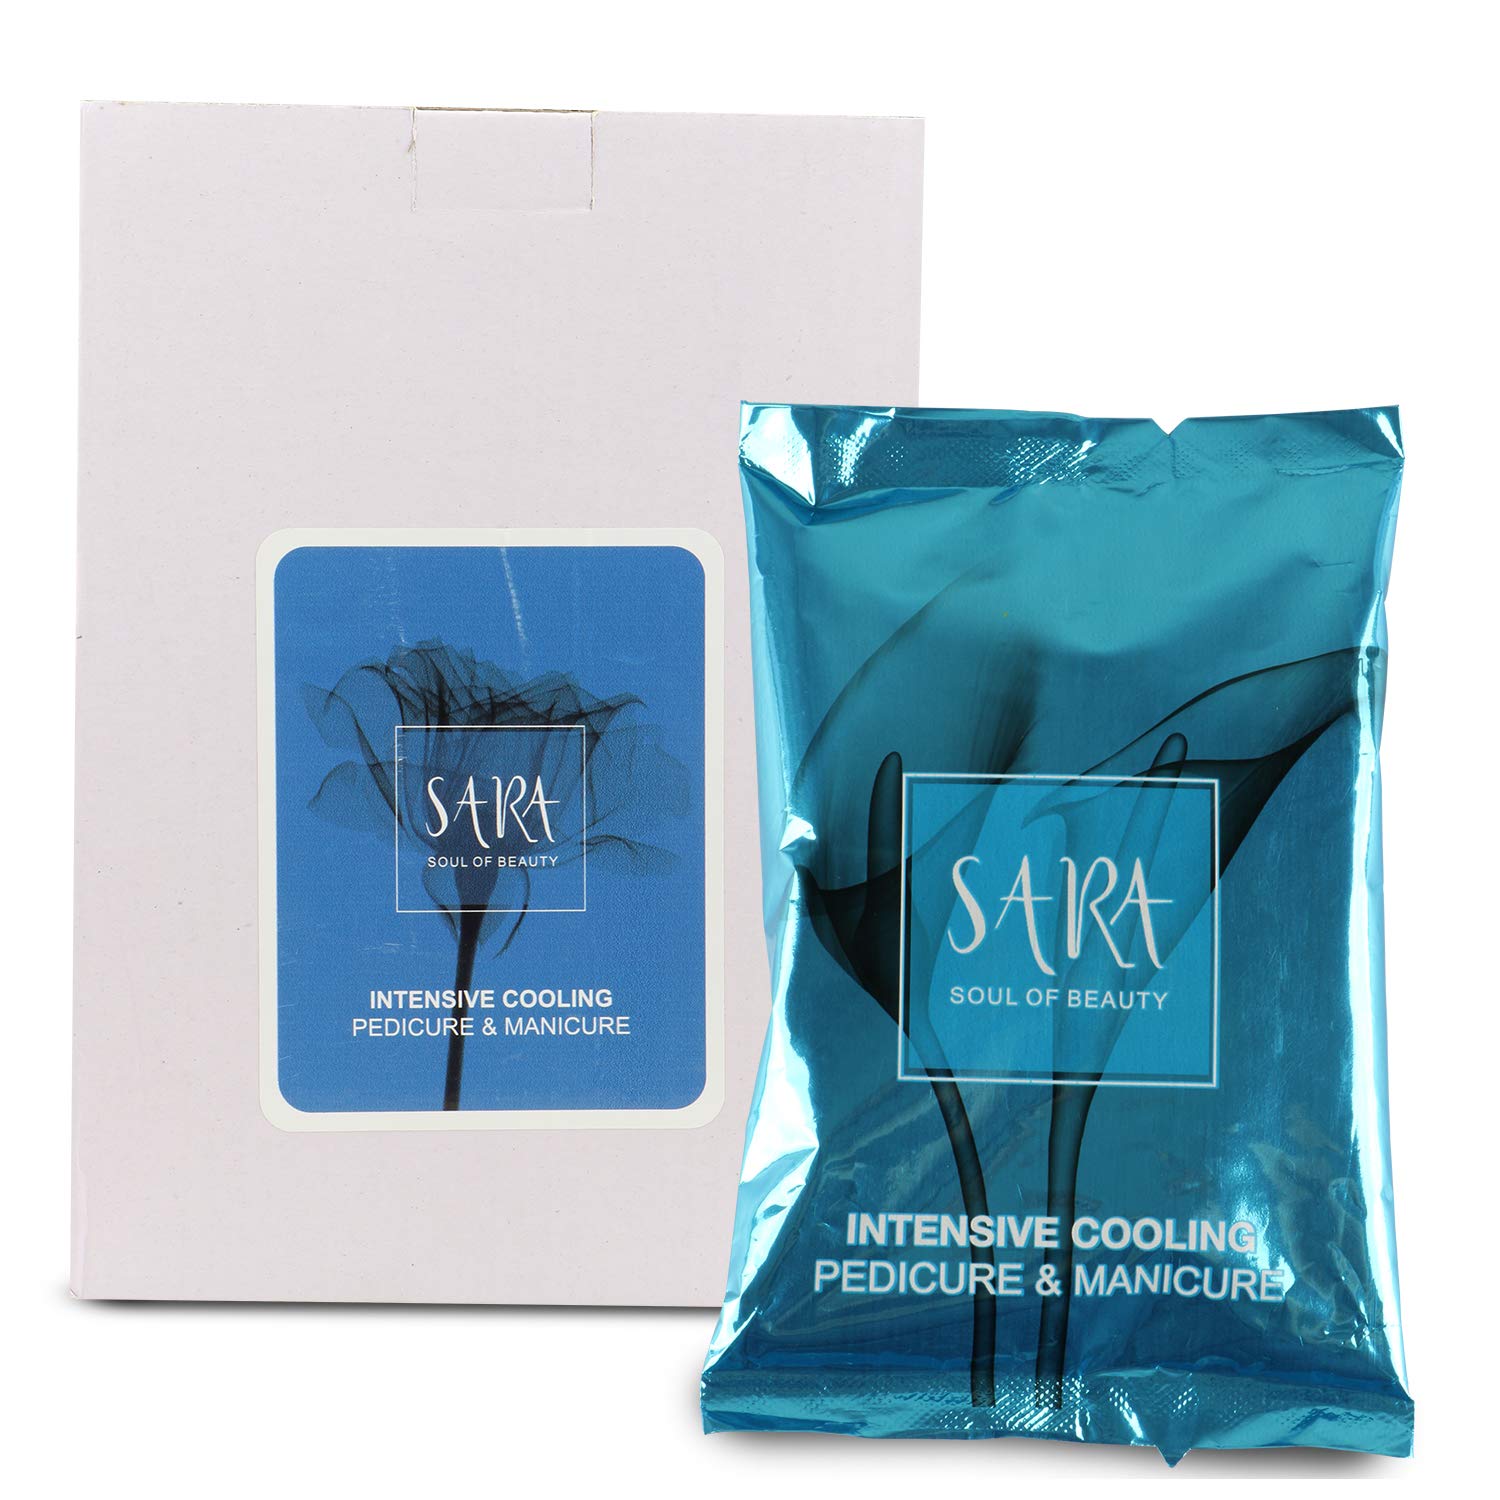 SARA
SOUL OF BEAUTY
INTENSIVE COOLING
PEDICURE & MANICURE
SARA
SOUL OF BEAUTY
INTENSIVE COOLING
PEDICURE & MANICURE